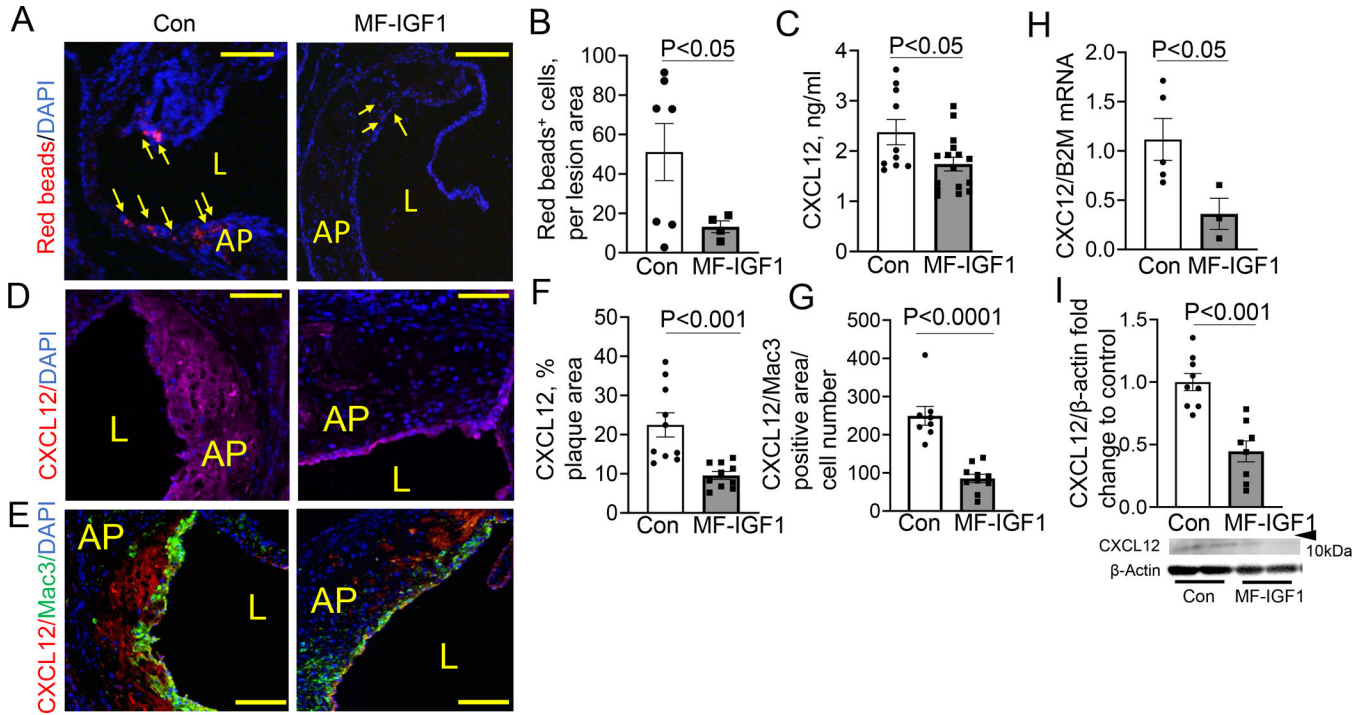 A
Con
MF-IGF1
Red beads/DAPI
L
AP
L
AP
B
Red beads⁺ cells,
per lesion area
P<0.05
100
80
60
40
20
0
Con MF-IGF1
C
CXCL12, ng/ml
P<0.05
4
3
2
1
0
Con MF-IGF1
H
CXC12/B2M mRNA
P<0.05
2.0
1.5
1.0
0.5
0.0
Con MF-IGF1
D
CXCL12/DAPI
L
AP
AP
L
E
CXCL12/Mac3/DAPI
AP
L
AP
L
F
CXCL12, %
plaque area
P<0.001
50
40
30
20
10
0
Con MF-IGF1
G
CXCL12/Mac3
positive area/
cell number
P<0.0001
500
400
300
200
100
0
Con MF-IGF1
I
CXCL12/β-actin fold
change to control
P<0.001
1.5
1.0
0.5
0.0
Con MF-IGF1
CXCL12
10kDa
β-Actin
Con MF-IGF1